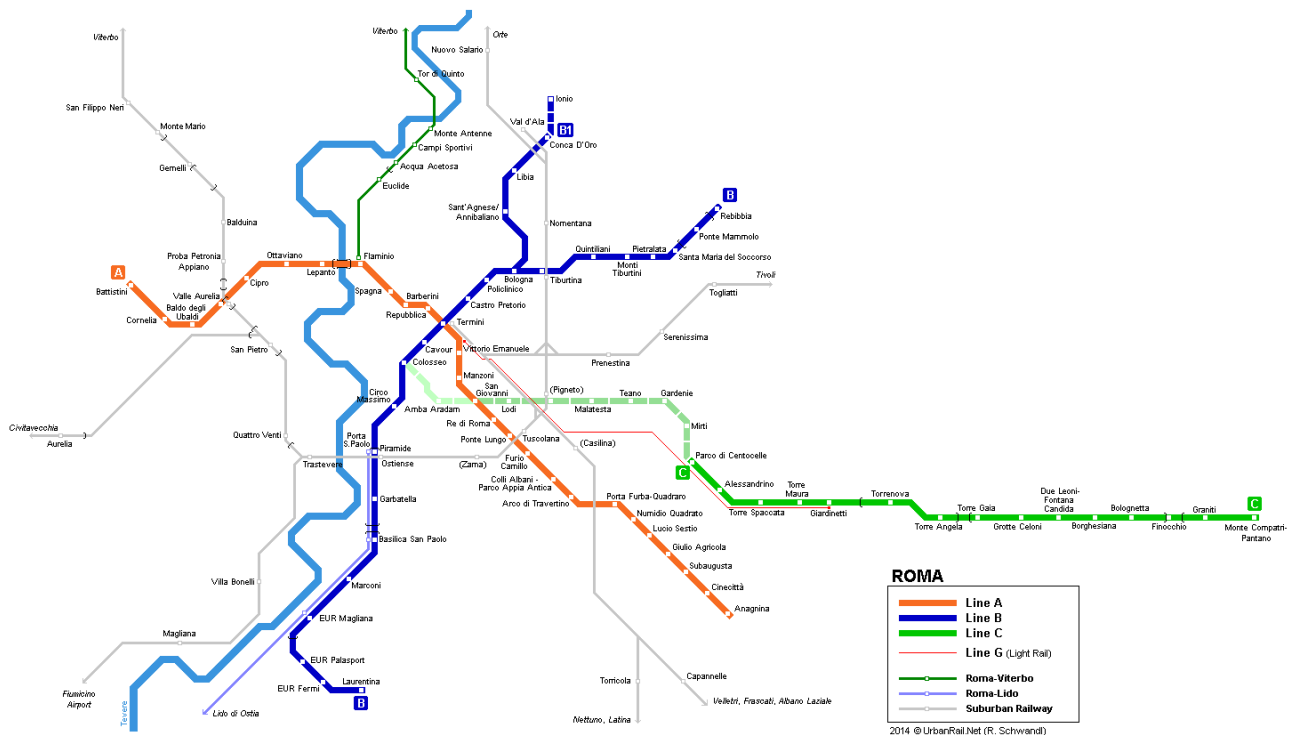 Viterbo
Viterbo
Orte
Nuovo Salario
Tor di Quinto
San Filippo Neri
Ionio
Val d'Ala
B1
Monte Mario
Monte Antenne
Conca D'Oro
Campi Sportivi
Gemelli
Acqua Acetosa
Libia
Euclide
B
Sant'Agnese/
Annibaliano
Rebibbia
Balduina
Nomentana
Ponte Mammolo
Proba Petronia
Appiano
Ottaviano
Flaminio
Quintiliani
Pietralata
Santa Maria del Soccorso
Monti
Tiburtini
A
Lepanto
Bologna
Tiburtina
Tivoli
Battistini
Cipro
Spagna
Policlinico
Togliatti
Valle Aurelia
Barberini
Castro Pretorio
Baldo degli
Ubaldi
Cornelia
Repubblica
Termini
Serenissima
San Pietro
Cavour
Vittorio Emanuele
Colosseo
Prenestina
Manzoni
Circo
Massimo
San
Giovanni
(Pigneto)
Teano
Gardenie
Amba Aradam
Lodi
Malatesta
Re di Roma
Mirti
Civitavecchia
Aurelia
Quattro Venti
Porta
S.Paolo
Piramide
Ponte Lungo
Tuscolana
(Casilina)
Trastevere
Ostiense
(Zama)
Furio
Camillo
Parco di Centocelle
C
Colli Albani -
Parco Appia Antica
Alessandrino
Torre
Maura
Garbatella
Arco di Travertino
Porta Furba-Quadraro
Torrenova
Due Leoni-
Fontana
Candida
C
Numidio Quadrato
Torre Spaccata
Giardinetti
Torre Gaia
Bolognetta
Graniti
Lucio Sestio
Torre Angela
Grotte Celoni
Borghesiana
Finocchio
Monte Compatri-
Pantano
Basilica San Paolo
Giulio Agricola
Villa Bonelli
Marconi
Subaugusta
Cinecittà
Anagnina
EUR Magliana
Magliana
EUR Palasport
Laurentina
EUR Fermi
B
Torricola
Capannelle
Fiumicino
Airport
Tevere
Lido di Ostia
Nettuno, Latina
Velletri, Frascati, Albano Laziale
ROMA
Line A
Line B
Line C
Line G (Light Rail)
Roma-Viterbo
Roma-Lido
Suburban Railway
2014 © UrbanRail.Net (R. Schwandl)